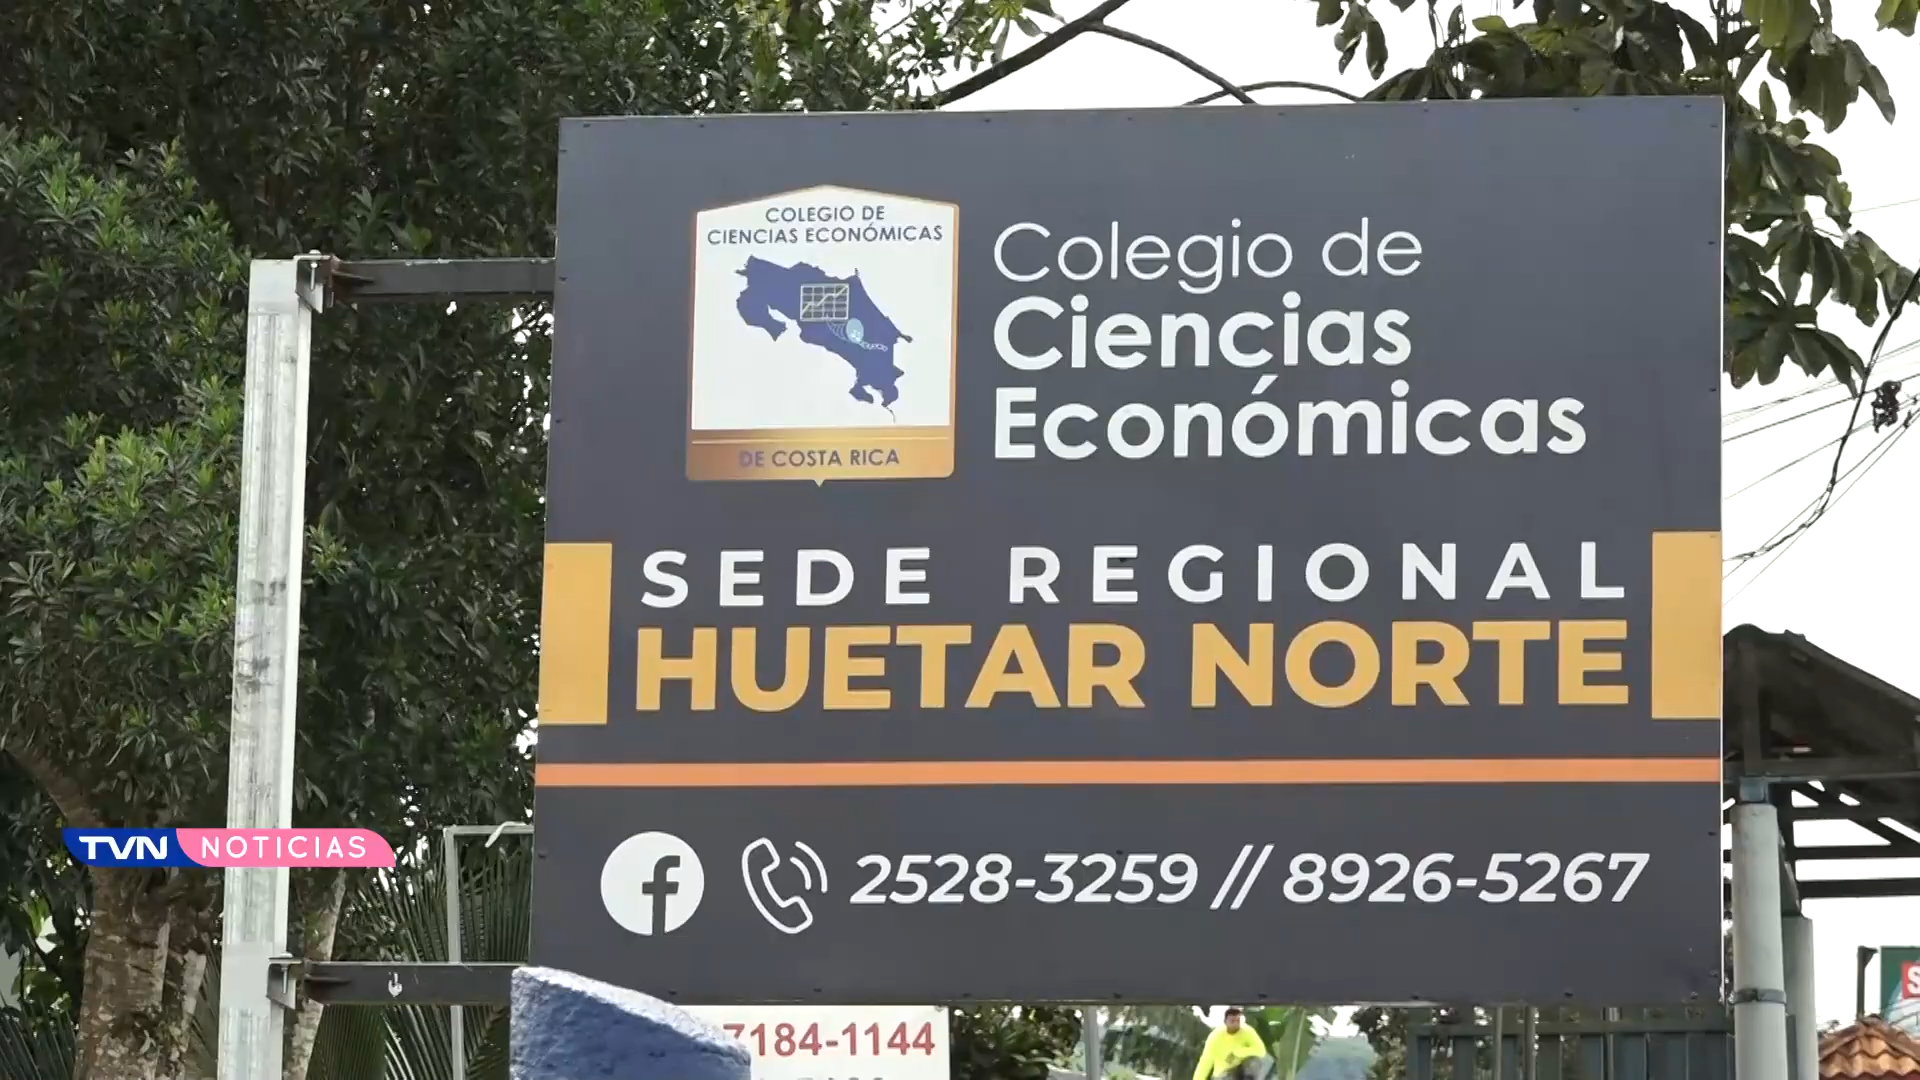 COLEGIO DE
CIENCIAS ECONÓMICAS
DE COSTA RICA
Colegio de
Ciencias
Económicas
SEDE REGIONAL
HUETAR NORTE
2528-3259 // 8926-5267
TVN NOTICIAS
7184-1144